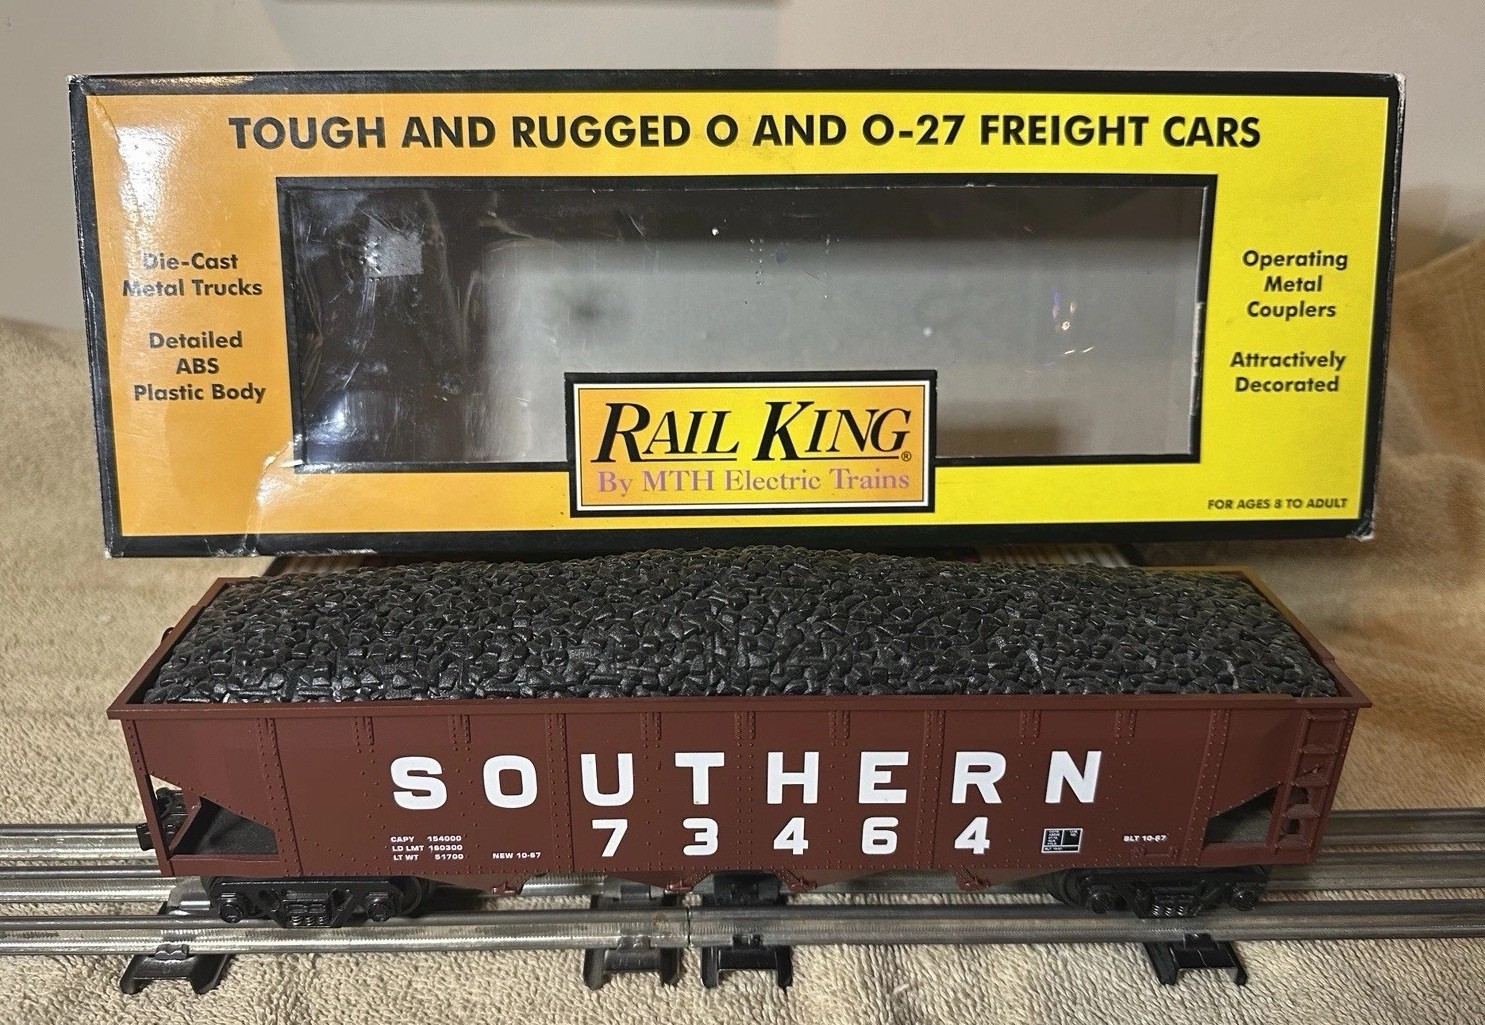 TOUGH AND RUGGED O AND O-27 FREIGHT CARS
Die-Cast
Metal Trucks
Detailed
ABS
Plastic Body
Operating
Metal
Couplers
Attractively
Decorated
RAIL KING®
By MTH Electric Trains
FOR AGES 8 TO ADULT
SOUTHERN
73464
CAPY 154000
LD LMT 160300
LT WT 51700
NEW 10-67
BLT 10-67